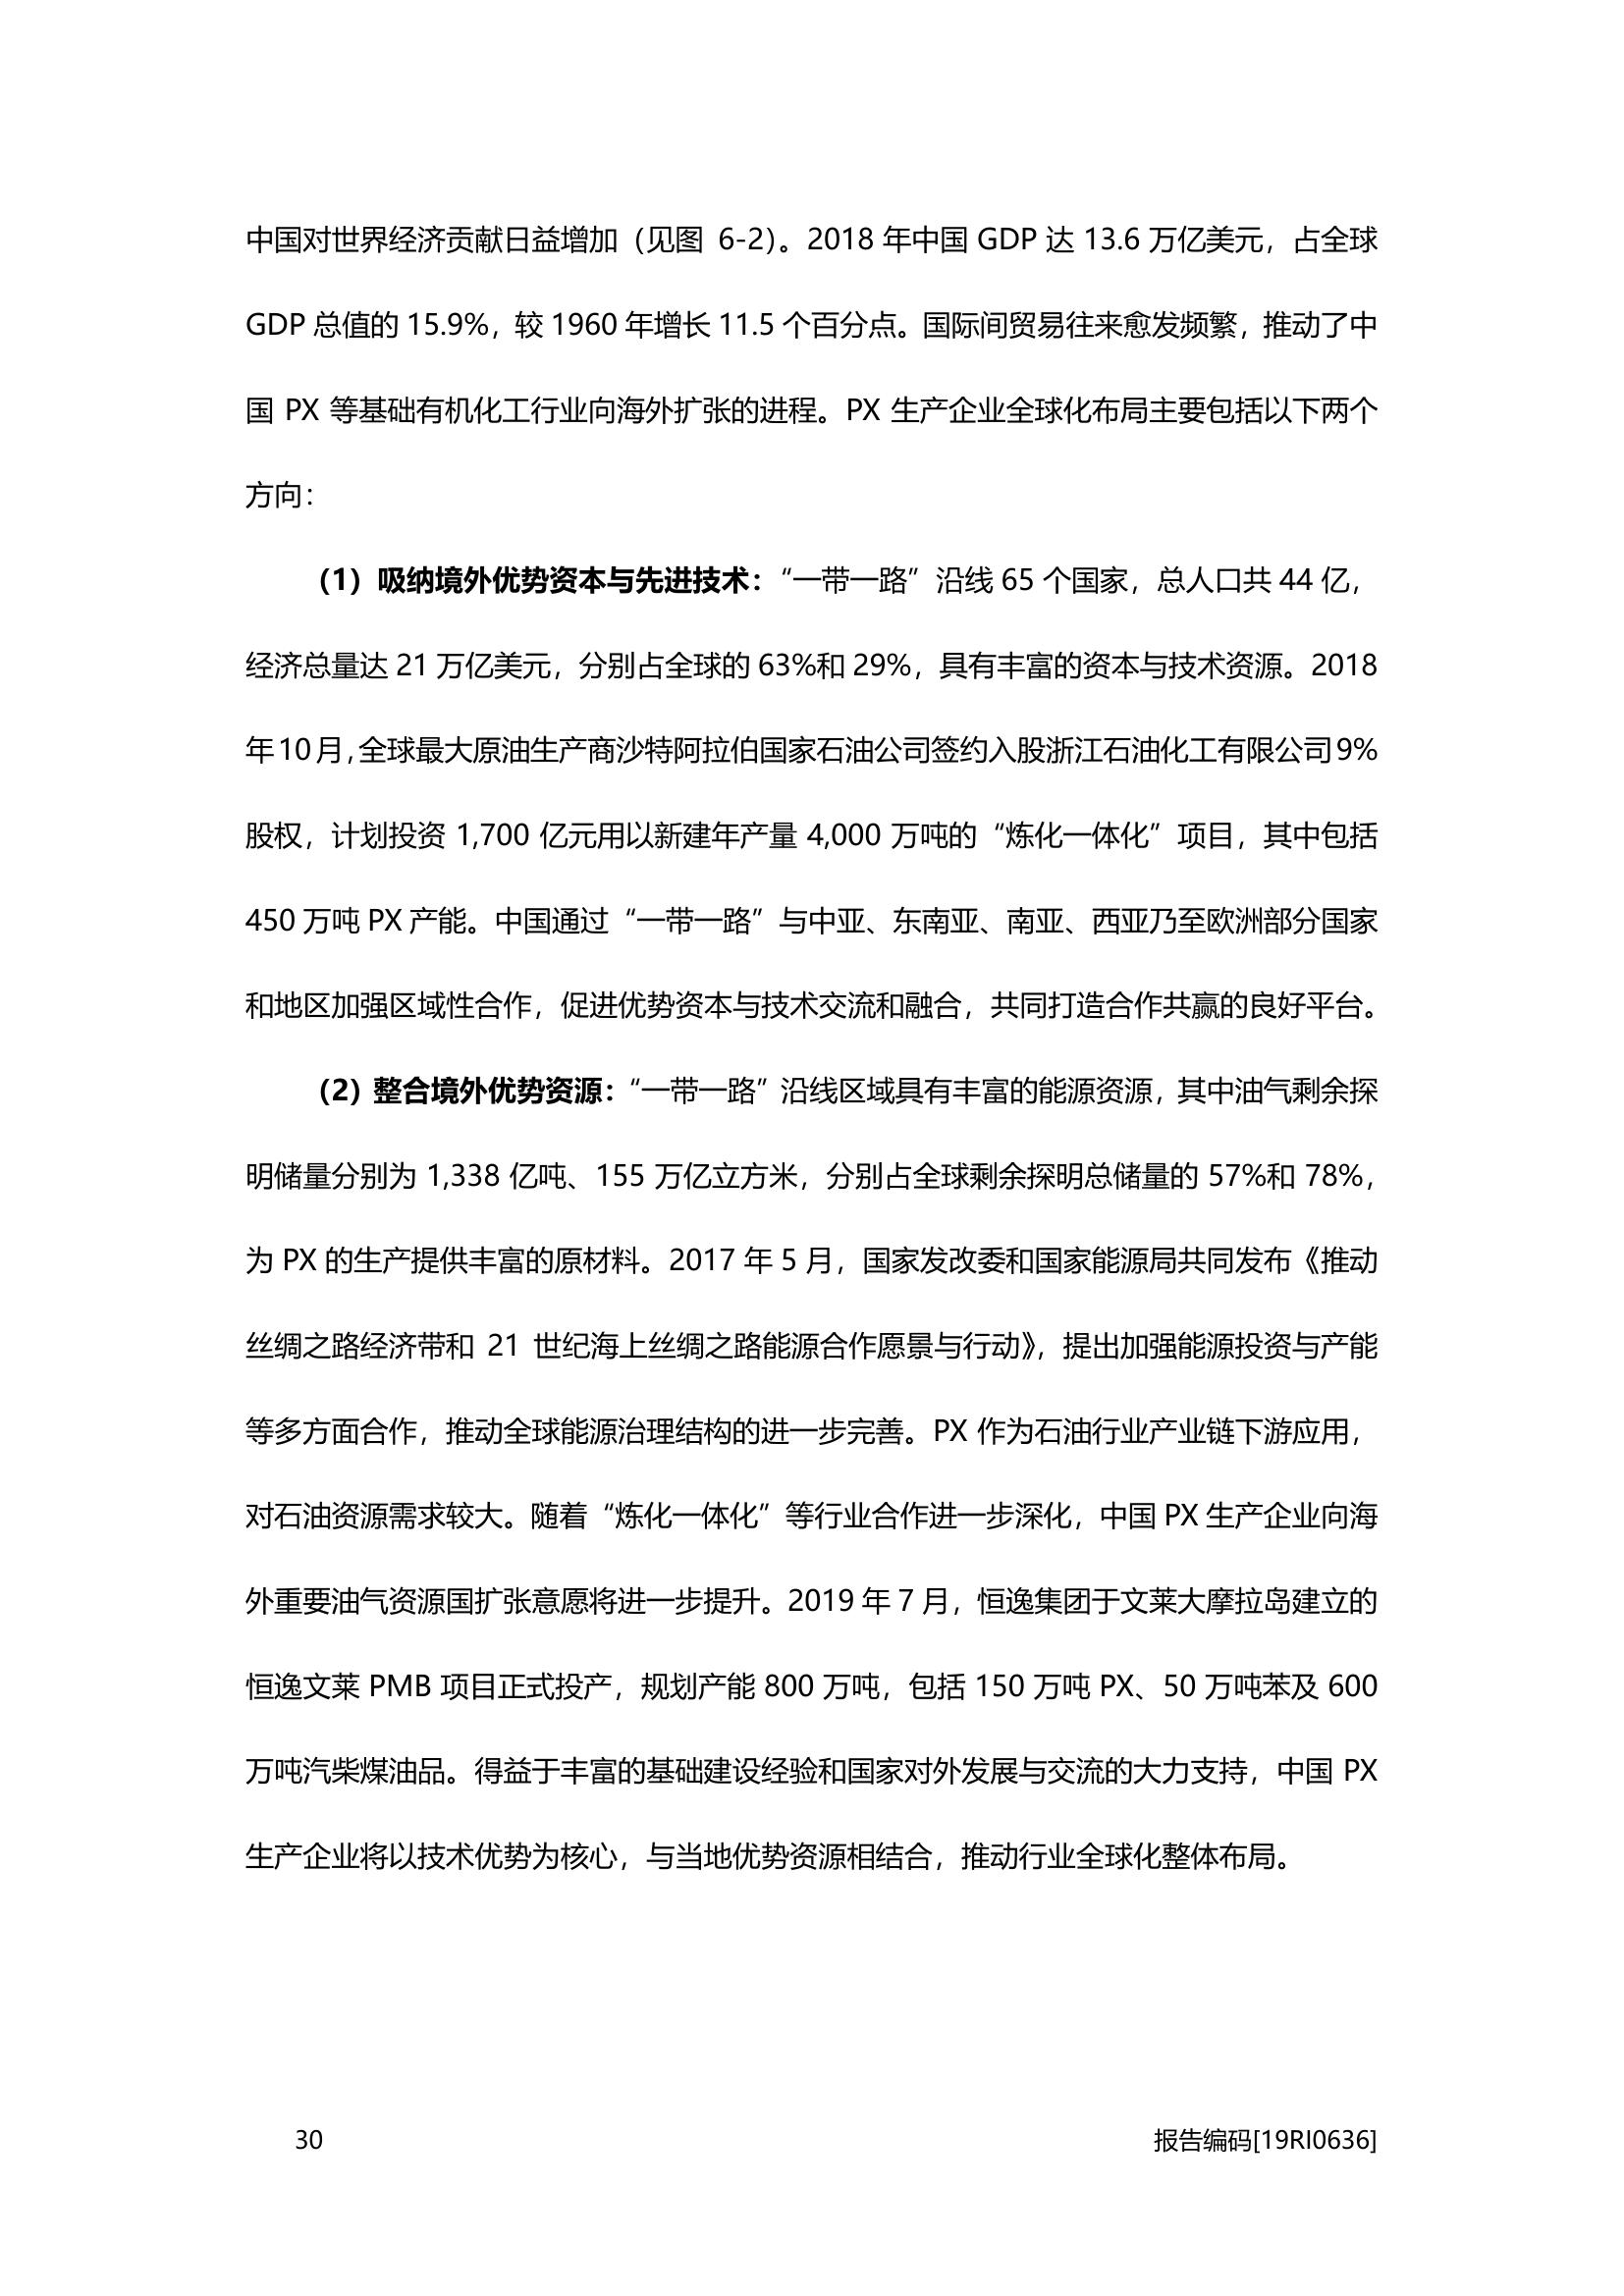 中国对世界经济贡献日益增加（见图 6-2）。2018 年中国 GDP 达 13.6 万亿美元，占全球
GDP 总值的 15.9%，较 1960 年增长 11.5 个百分点。国际间贸易往来愈发频繁，推动了中
国 PX 等基础有机化工行业向海外扩张的进程。PX 生产企业全球化布局主要包括以下两个
方向：
（1）吸纳境外优势资本与先进技术：“一带一路”沿线 65 个国家，总人口共 44 亿，
经济总量达 21 万亿美元，分别占全球的 63%和 29%，具有丰富的资本与技术资源。2018
年 10 月，全球最大原油生产商沙特阿拉伯国家石油公司签约入股浙江石油化工有限公司 9%
股权，计划投资 1,700 亿元用以新建年产量 4,000 万吨的“炼化一体化”项目，其中包括
450 万吨 PX 产能。中国通过“一带一路”与中亚、东南亚、南亚、西亚乃至欧洲部分国家
和地区加强区域性合作，促进优势资本与技术交流和融合，共同打造合作共赢的良好平台。
（2）整合境外优势资源：“一带一路”沿线区域具有丰富的能源资源，其中油气剩余探
明储量分别为 1,338 亿吨、155 万亿立方米，分别占全球剩余探明总储量的 57%和 78%，
为 PX 的生产提供丰富的原材料。2017 年 5 月，国家发改委和国家能源局共同发布《推动
丝绸之路经济带和 21 世纪海上丝绸之路能源合作愿景与行动》，提出加强能源投资与产能
等多方面合作，推动全球能源治理结构的进一步完善。PX 作为石油行业产业链下游应用，
对石油资源需求较大。随着“炼化一体化”等行业合作进一步深化，中国 PX 生产企业向海
外重要油气资源国扩张意愿将进一步提升。2019 年 7 月，恒逸集团于文莱大摩拉岛建立的
恒逸文莱 PMB 项目正式投产，规划产能 800 万吨，包括 150 万吨 PX、50 万吨苯及 600
万吨汽柴煤油品。得益于丰富的基础建设经验和国家对外发展与交流的大力支持，中国 PX
生产企业将以技术优势为核心，与当地优势资源相结合，推动行业全球化整体布局。
30 报告编码[19RI0636]